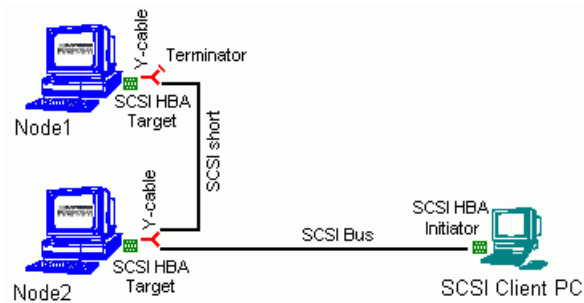 Y-cable
Terminator
SCSI HBA
Target
Node1
SCSI short
Y-cable
SCSI HBA
Initiator
SCSI Bus
SCSI HBA
Target
Node2
SCSI Client PC